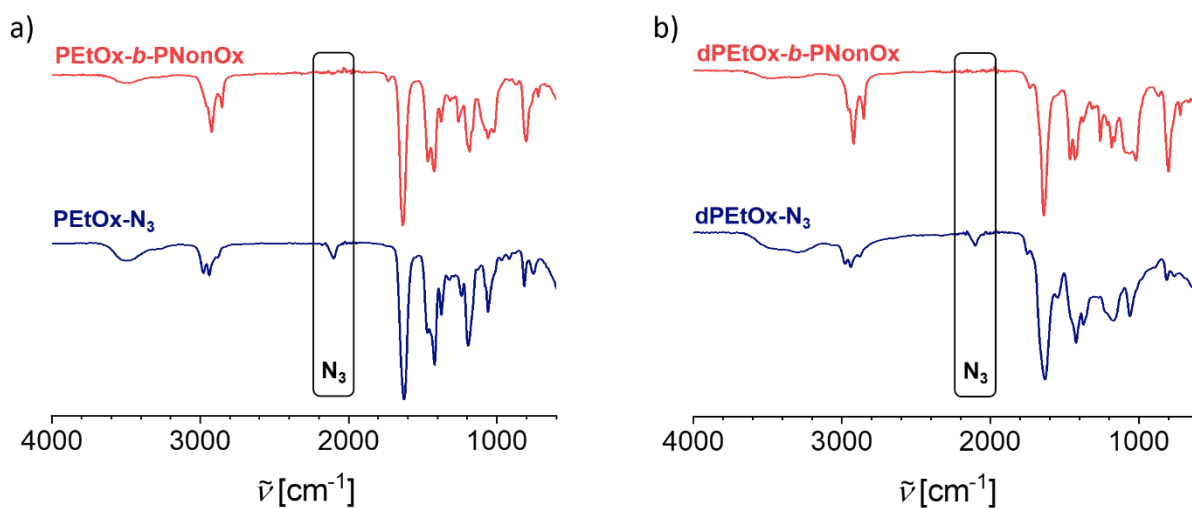 a)
PEtOx-b-PNonOx
PEtOx-N₃
N₃
4000 3000 2000 1000
ṽ [cm⁻¹]
b)
dPEtOx-b-PNonOx
dPEtOx-N₃
N₃
4000 3000 2000 1000
ṽ [cm⁻¹]